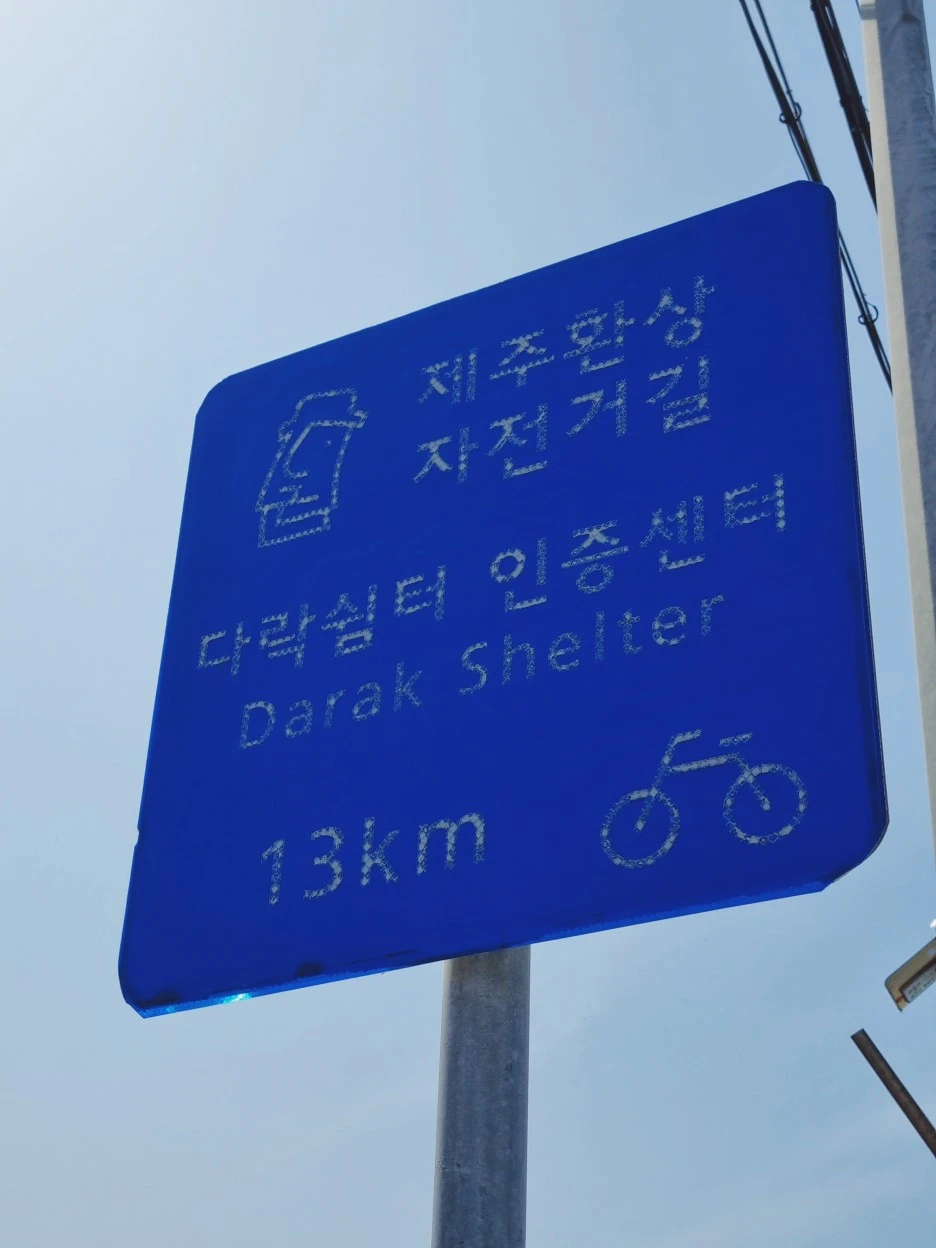 제주환상
자전거길
다락쉼터 인증센터
Darak Shelter
13km